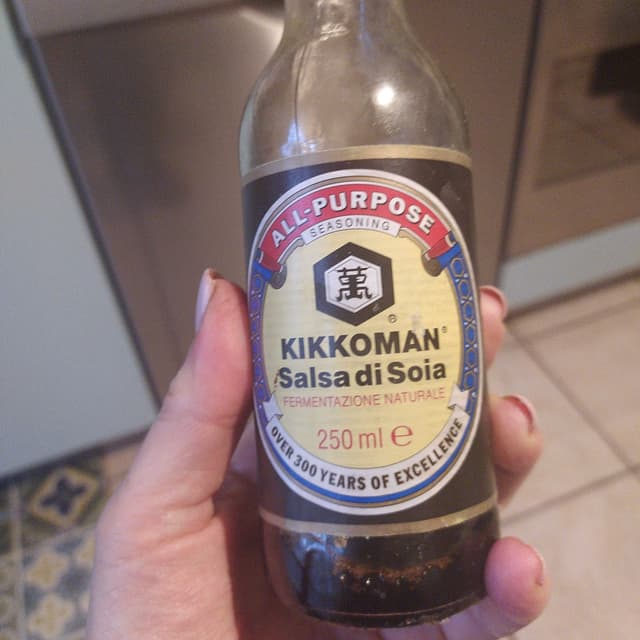 ALL-PURPOSE
SEASONING
萬
®
KIKKOMAN®
Salsa di Soia
FERMENTAZIONE NATURALE
250 ml ℮
OVER 300 YEARS OF EXCELLENCE